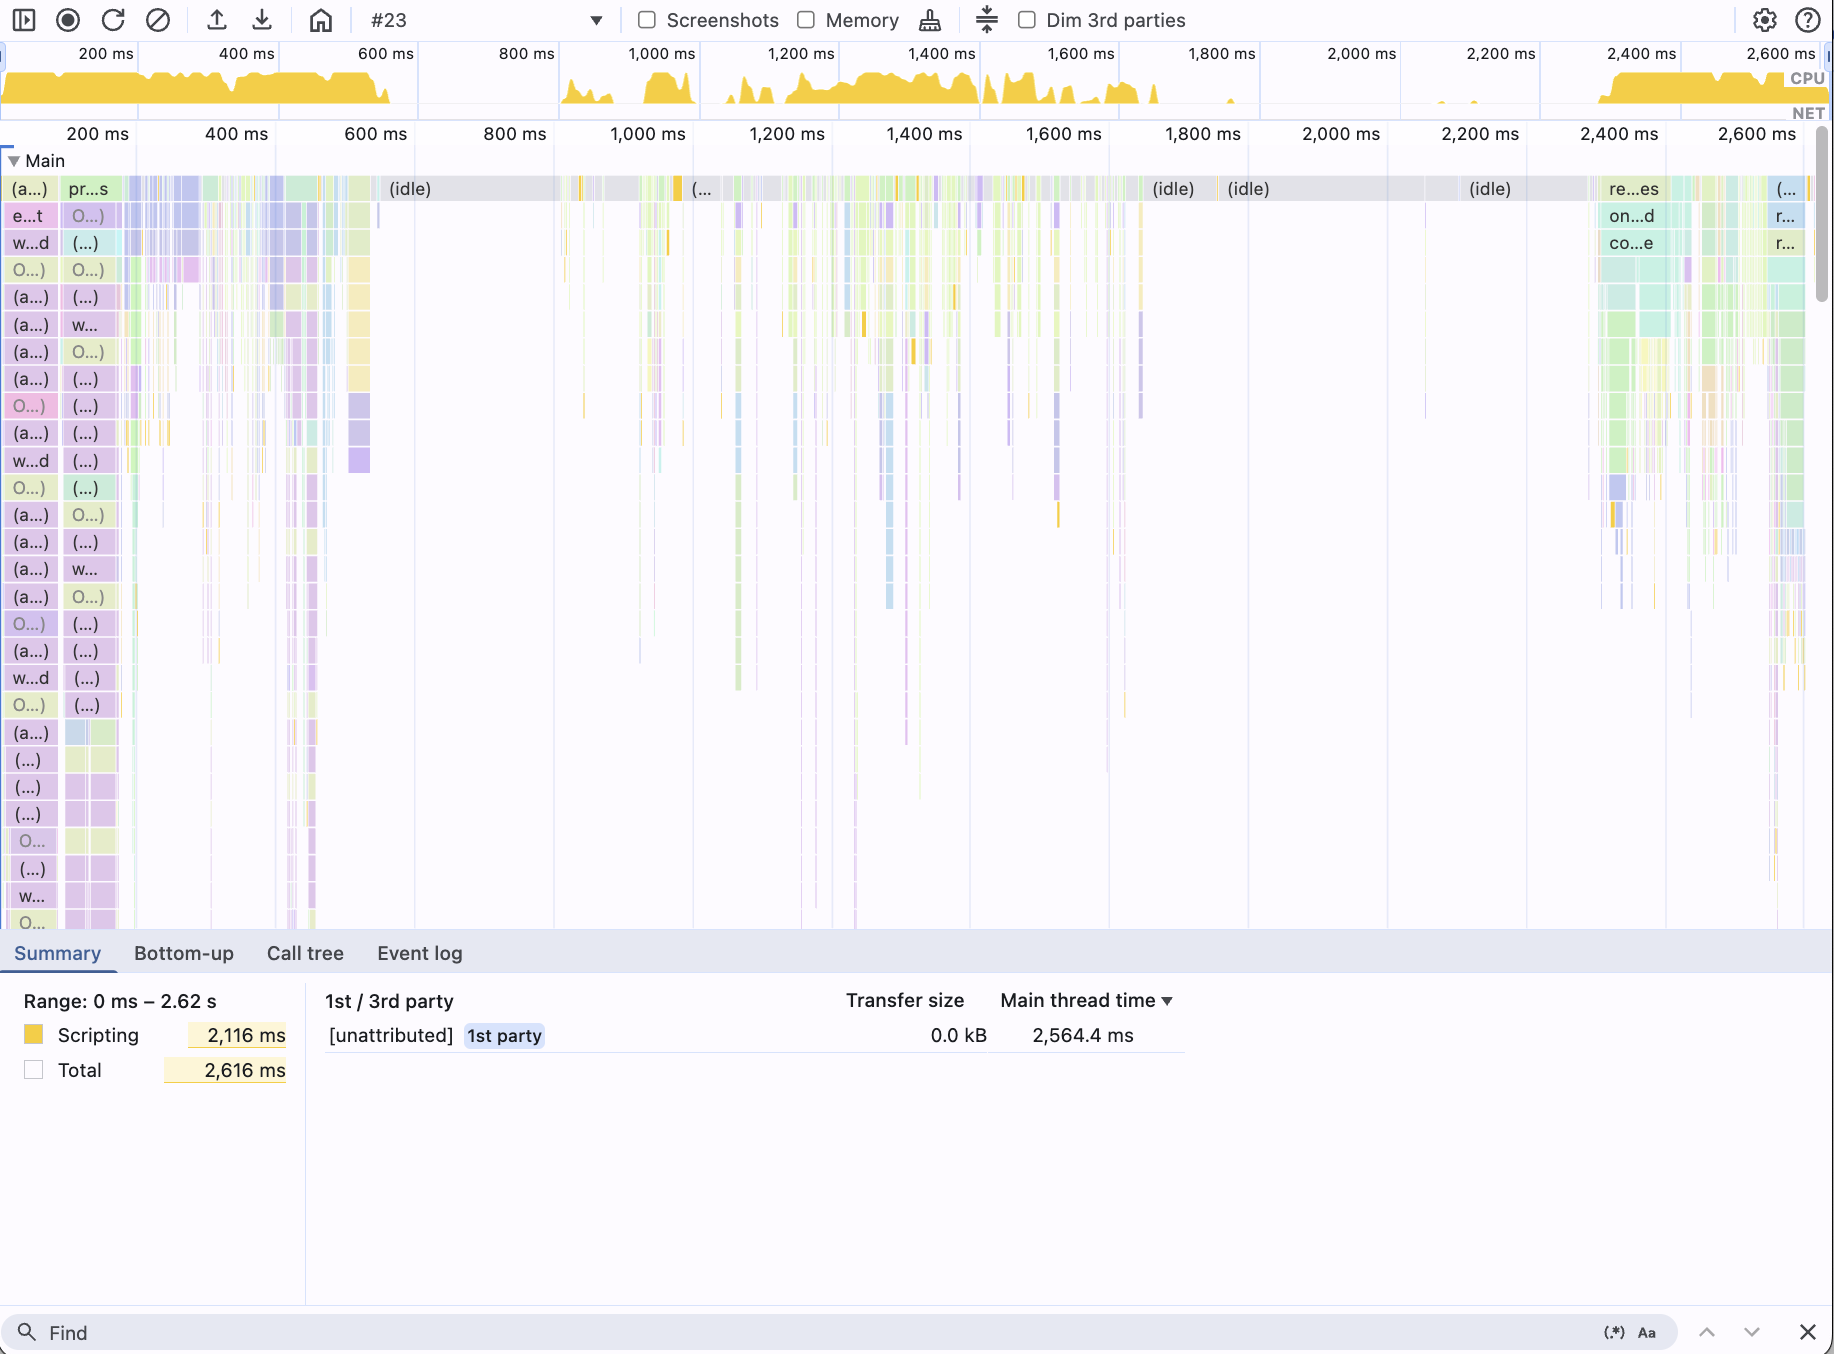 #23 Screenshots Memory Dim 3rd parties
200 ms 400 ms 600 ms 800 ms 1,000 ms 1,200 ms 1,400 ms 1,600 ms 1,800 ms 2,000 ms 2,200 ms 2,400 ms 2,600 ms
CPU
NET
200 ms 400 ms 600 ms 800 ms 1,000 ms 1,200 ms 1,400 ms 1,600 ms 1,800 ms 2,000 ms 2,200 ms 2,400 ms 2,600 ms
Main
(a...) pr...s (idle) (... (idle) (idle) (idle) re...es (...
e...t O...) on...d r...
w...d (...) co...e r...
O...) O...)
(a...) (...)
(a...) w...
(a...) O...)
(a...) (...)
O...) (...)
(a...) (...)
w...d (...)
O...) (...)
(a...) O...)
(a...) (...)
(a...) w...
(a...) O...)
O...) (...)
(a...) (...)
w...d (...)
O...) (...)
(a...)
(...)
(...)
(...)
O...
(...)
w...
O...
Summary Bottom-up Call tree Event log
Range: 0 ms – 2.62 s 1st / 3rd party Transfer size Main thread time
Scripting 2,116 ms [unattributed] 1st party 0.0 kB 2,564.4 ms
Total 2,616 ms
Find (.*) Aa